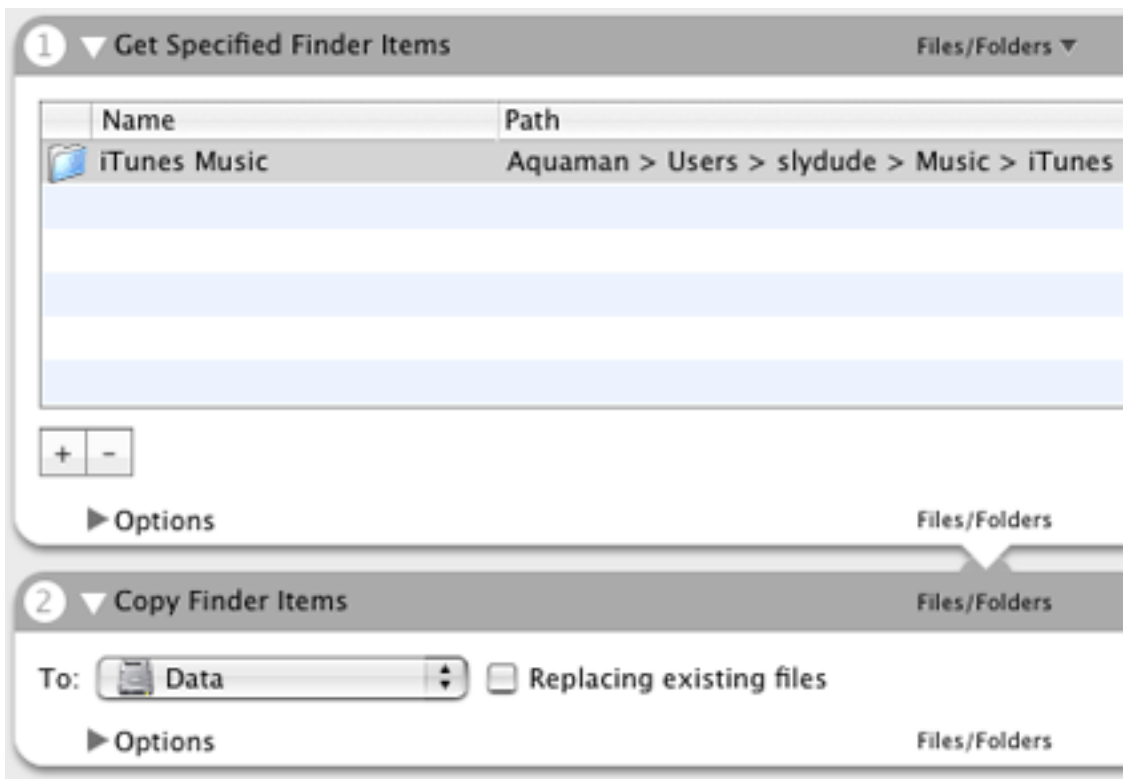 1 Get Specified Finder Items Files/Folders
Name Path
iTunes Music Aquaman > Users > slydude > Music > iTunes
+ -
Options Files/Folders
2 Copy Finder Items Files/Folders
To: Data Replacing existing files
Options Files/Folders